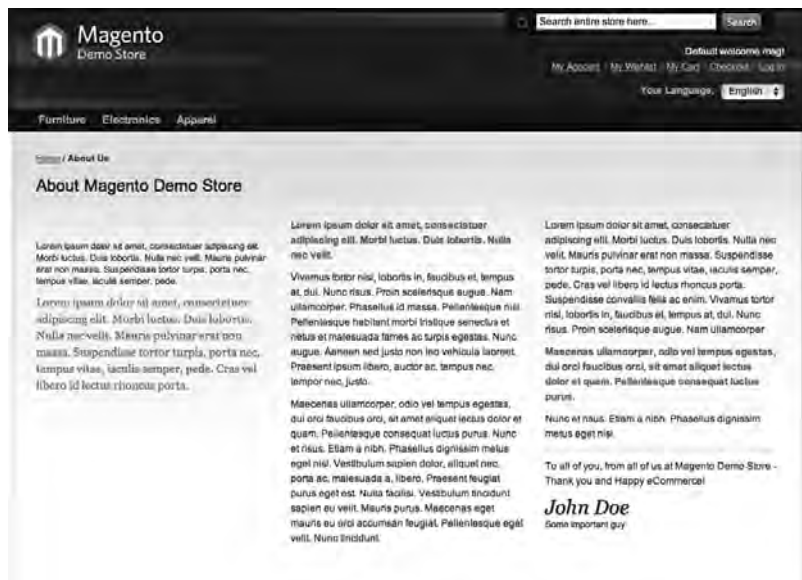 Magento
Demo Store
Search entire store here...
Search
Default welcome msg!
My Account My Wishlist My Cart Checkout Log In
Your Language: English
Furniture Electronics Apparel
Home / About Us
About Magento Demo Store
Lorem ipsum dolor sit amet, consectetuer adipiscing elit.
Morbi luctus. Duis lobortis. Nulla nec velit. Mauris pulvinar
erat non massa. Suspendisse tortor turpis, porta nec,
tempus vitae, iaculis semper, pede.
Lorem ipsum dolor sit amet, consectetuer
adipiscing elit. Morbi luctus. Duis lobortis.
Nulla nec velit. Mauris pulvinar erat non
massa. Suspendisse tortor turpis, porta nec,
tempus vitae, iaculis semper, pede. Cras vel
libero id lectus rhoncus porta.
Lorem ipsum dolor sit amet, consectetuer
adipiscing elit. Morbi luctus. Duis lobortis. Nulla
nec velit.
Vivamus tortor nisl, lobortis in, faucibus et, tempus
at, dui. Nunc risus. Proin scelerisque augue. Nam
ullamcorper. Phasellus id massa. Pellentesque nisl.
Pellentesque habitant morbi tristique senectus et
netus et malesuada fames ac turpis egestas. Nunc
augue. Aenean sed justo non leo vehicula laoreet.
Praesent ipsum libero, auctor ac, tempus nec,
tempor nec, justo.
Maecenas ullamcorper, odio vel tempus egestas,
dui orci faucibus orci, sit amet aliquet lectus dolor et
quam. Pellentesque consequat luctus purus. Nunc
et risus. Etiam a nibh. Phasellus dignissim metus
eget nisi. Vestibulum sapien dolor, aliquet nec,
porta ac, malesuada a, libero. Praesent feugiat
purus eget est. Nulla facilisi. Vestibulum tincidunt
sapien eu velit. Mauris purus. Maecenas eget
mauris eu orci accumsan feugiat. Pellentesque eget
velit. Nunc tincidunt.
Lorem ipsum dolor sit amet, consectetuer
adipiscing elit. Morbi luctus. Duis lobortis. Nulla nec
velit. Mauris pulvinar erat non massa. Suspendisse
tortor turpis, porta nec, tempus vitae, iaculis semper,
pede. Cras vel libero id lectus rhoncus porta.
Suspendisse convallis felis ac enim. Vivamus tortor
nisl, lobortis in, faucibus et, tempus at, dui. Nunc
risus. Proin scelerisque augue. Nam ullamcorper
Maecenas ullamcorper, odio vel tempus egestas,
dui orci faucibus orci, sit amet aliquet lectus
dolor et quam. Pellentesque consequat luctus
purus.
Nunc et risus. Etiam a nibh. Phasellus dignissim
metus eget nisi.
To all of you, from all of us at Magento Demo Store -
Thank you and Happy eCommerce!
John Doe
Some important guy